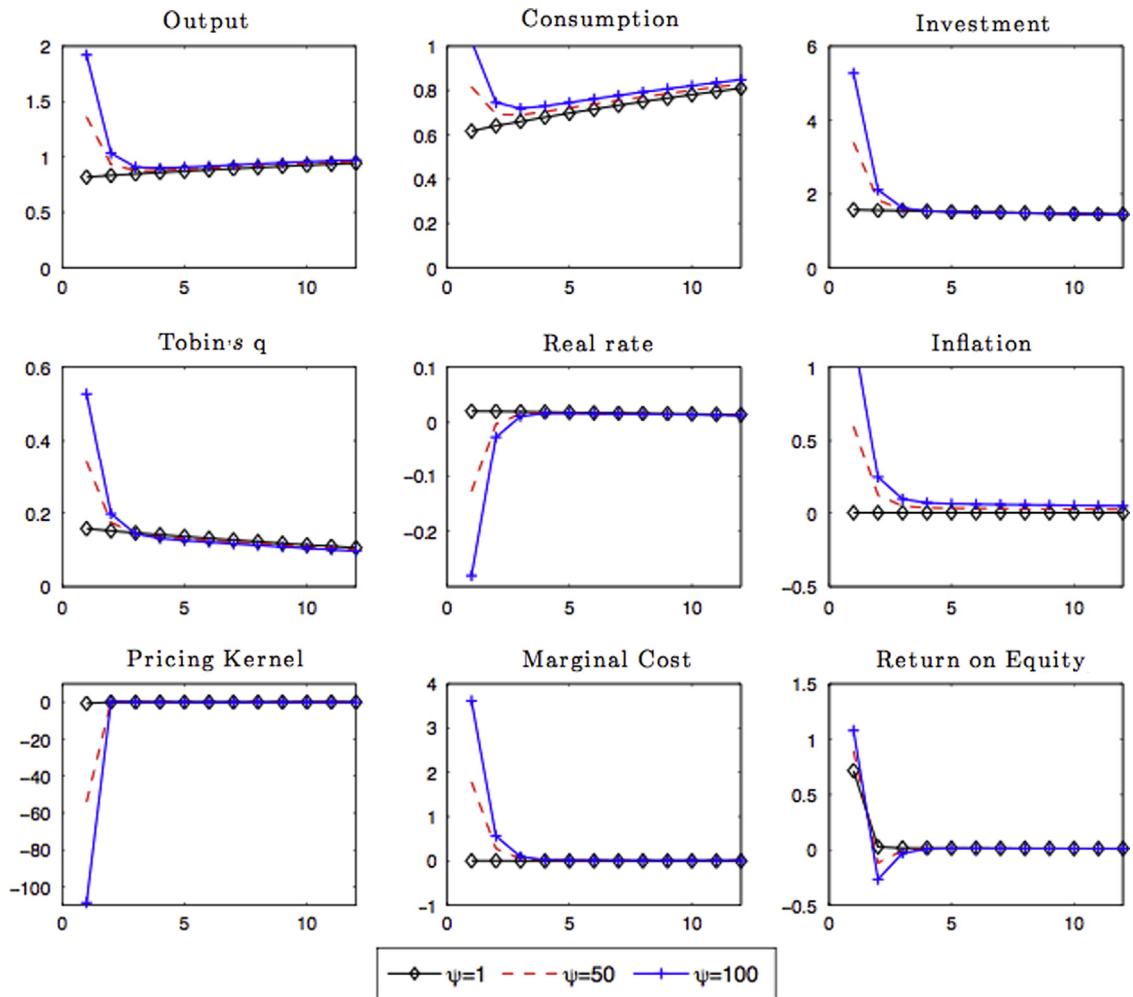 Output Consumption Investment
2 1.5 1 0.5 0
0 5 10
1 0.8 0.6 0.4 0.2 0
0 5 10
6 4 2 0
0 5 10
Tobin's q Real rate Inflation
0.6 0.4 0.2 0
0 5 10
0.1 0 −0.1 −0.2
0 5 10
1 0.5 0 −0.5
0 5 10
Pricing Kernel Marginal Cost Return on Equity
0 −20 −40 −60 −80 −100
0 5 10
4 3 2 1 0 −1
0 5 10
1.5 1 0.5 0 −0.5
0 5 10
ψ=1 ψ=50 ψ=100